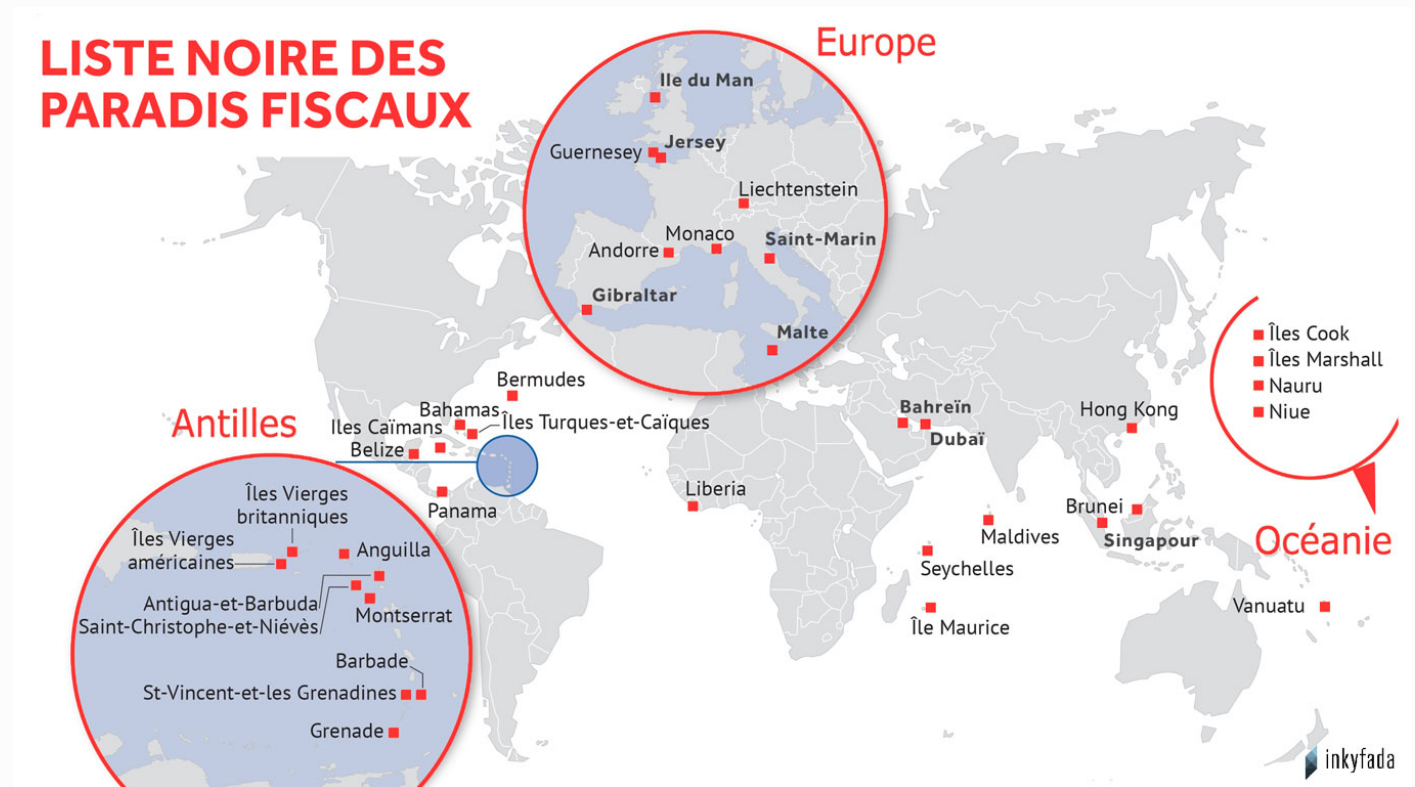 LISTE NOIRE DES
PARADIS FISCAUX
Europe
Ile du Man
Jersey
Guernesey
Liechtenstein
Monaco
Saint-Marin
Andorre
Gibraltar
Malte
Îles Cook
Îles Marshall
Nauru
Niue
Océanie
Bermudes
Bahamas
Îles Turques-et-Caïques
Iles Caïmans
Belize
Panama
Antilles
Îles Vierges
britanniques
Îles Vierges
américaines
Anguilla
Antigua-et-Barbuda
Saint-Christophe-et-Niévès
Montserrat
Barbade
St-Vincent-et-les Grenadines
Grenade
Liberia
Bahreïn
Dubaï
Hong Kong
Maldives
Brunei
Singapour
Seychelles
Île Maurice
Vanuatu
inkyfada